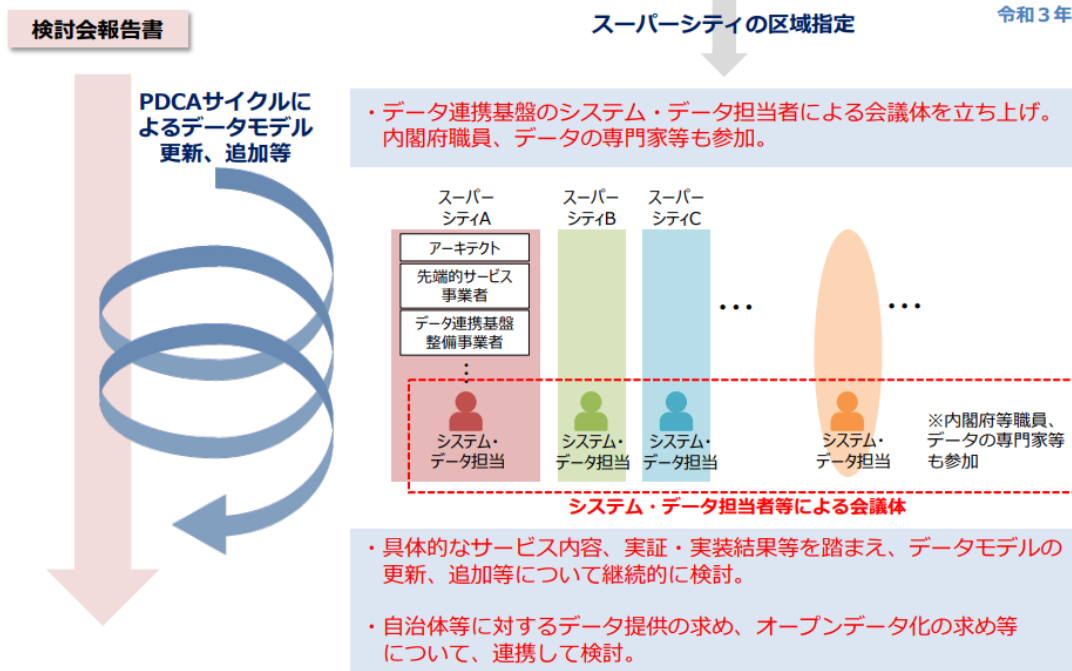 検討会報告書
スーパーシティの区域指定
令和3年
PDCAサイクルに
よるデータモデル
更新、追加等
・データ連携基盤のシステム・データ担当者による会議体を立ち上げ。
内閣府職員、データの専門家等も参加。
スーパー
シティA
スーパー
シティB
スーパー
シティC
アーキテクト
先端的サービス
事業者
データ連携基盤
整備事業者
⋮
•••
•••
システム・
データ担当
システム・
データ担当
システム・
データ担当
システム・
データ担当
※内閣府等職員、
データの専門家等
も参加
システム・データ担当者等による会議体
・具体的なサービス内容、実証・実装結果等を踏まえ、データモデルの
更新、追加等について継続的に検討。
・自治体等に対するデータ提供の求め、オープンデータ化の求め等
について、連携して検討。